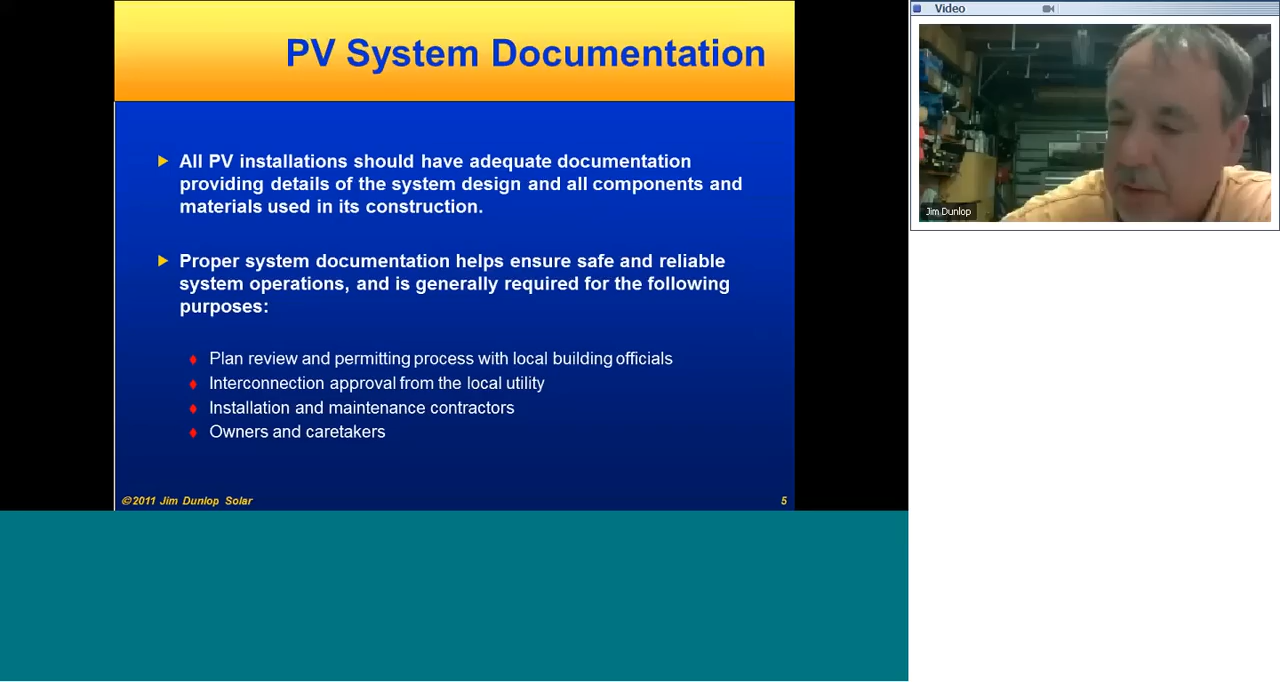 PV System Documentation
All PV installations should have adequate documentation
providing details of the system design and all components and
materials used in its construction.
Proper system documentation helps ensure safe and reliable
system operations, and is generally required for the following
purposes:
Plan review and permitting process with local building officials
Interconnection approval from the local utility
Installation and maintenance contractors
Owners and caretakers
©2011 Jim Dunlop Solar
5
Video
Jim Dunlop